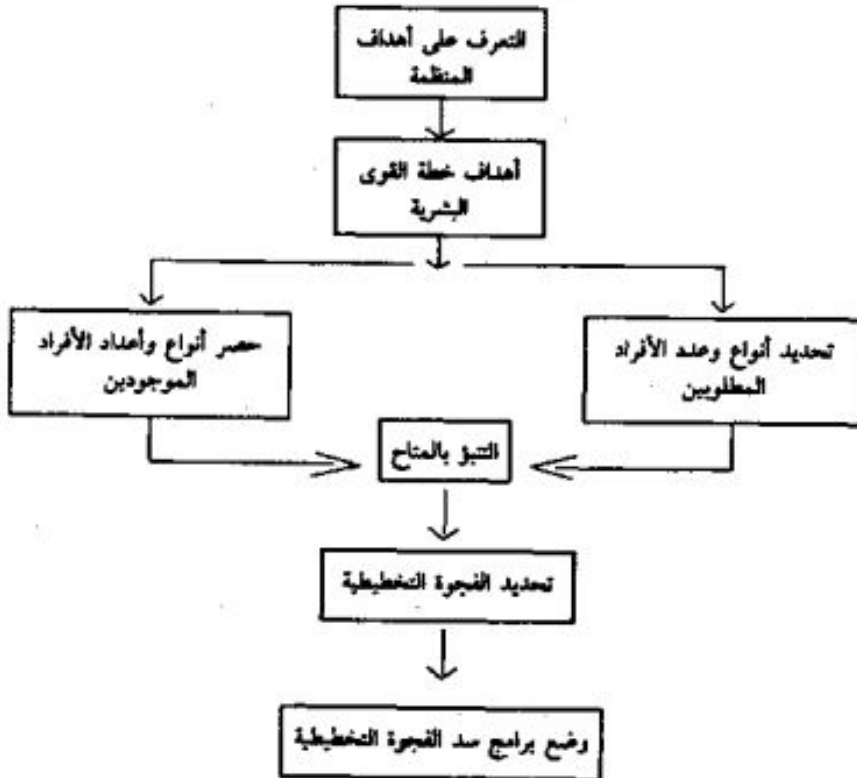 التعرف على أهداف
المنظمة
أهداف خطة القوى
البشرية
تحديد أنواع وعدد الأفراد
المطلوبين
حصر أنواع وأعداد الأفراد
الموجودين
التنبؤ بالمتاح
تحديد الفجوة التخطيطية
وضع برامج سد الفجوة التخطيطية